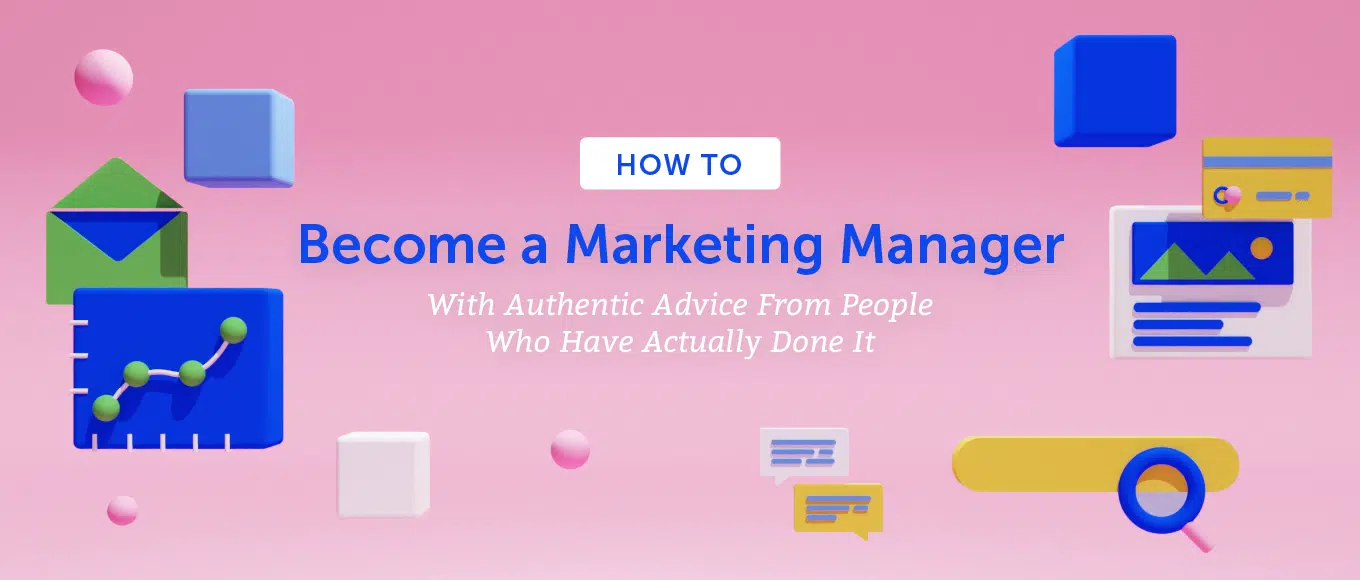 HOW TO
Become a Marketing Manager
With Authentic Advice From People
Who Have Actually Done It